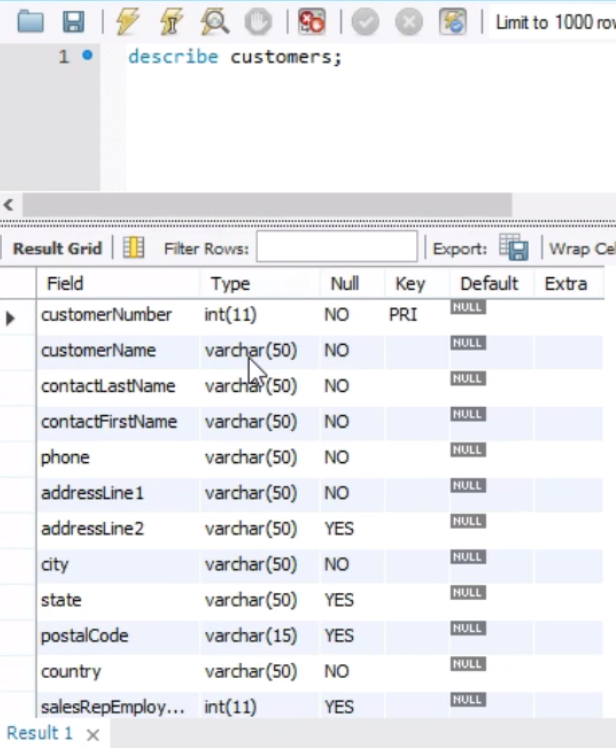 Limit to 1000 rov
1 describe customers;
Result Grid Filter Rows: Export: Wrap Cel
Field Type Null Key Default Extra
customerNumber int(11) NO PRI NULL
customerName varchar(50) NO NULL
contactLastName varchar(50) NO NULL
contactFirstName varchar(50) NO NULL
phone varchar(50) NO NULL
addressLine1 varchar(50) NO NULL
addressLine2 varchar(50) YES NULL
city varchar(50) NO NULL
state varchar(50) YES NULL
postalCode varchar(15) YES NULL
country varchar(50) NO NULL
salesRepEmploy... int(11) YES NULL
Result 1